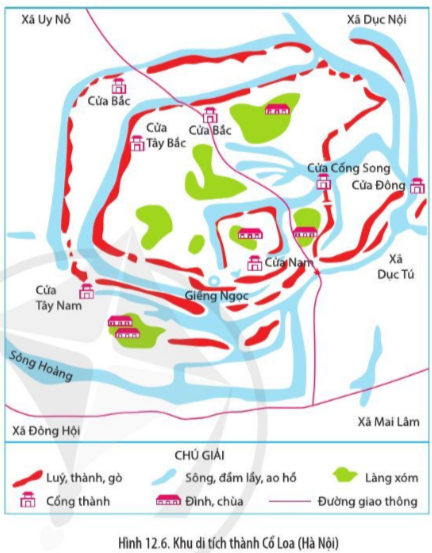 Xã Uy Nỗ
Xã Dục Nội
Cửa Bắc
Cửa
Tây Bắc
Cửa Bắc
Cửa Cống Song
Cửa Đông
Cửa Nam
Xã
Dục Tú
Cửa
Tây Nam
Giếng Ngọc
Sông Hoàng
Xã Mai Lâm
Xã Đông Hội
CHÚ GIẢI
Luỹ, thành, gò
Sông, đầm lầy, ao hồ
Làng xóm
Cổng thành
Đình, chùa
Đường giao thông
Hình 12.6. Khu di tích thành Cổ Loa (Hà Nội)